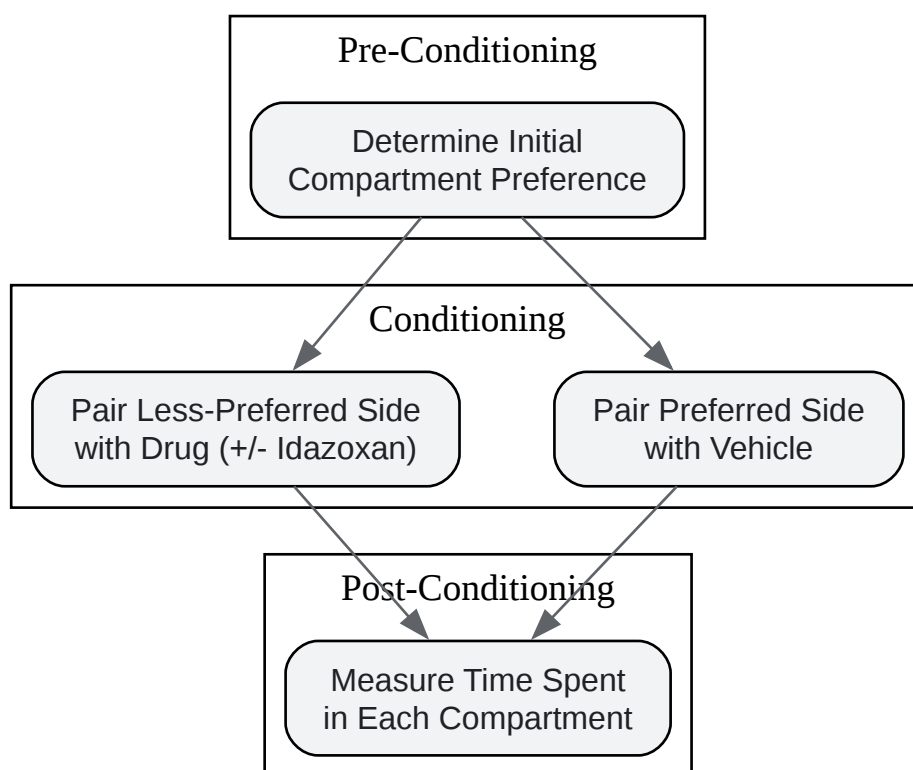 Pre-Conditioning
Determine Initial
Compartment Preference
Conditioning
Pair Less-Preferred Side
with Drug (+/- Idazoxan)
Pair Preferred Side
with Vehicle
Post-Conditioning
Measure Time Spent
in Each Compartment